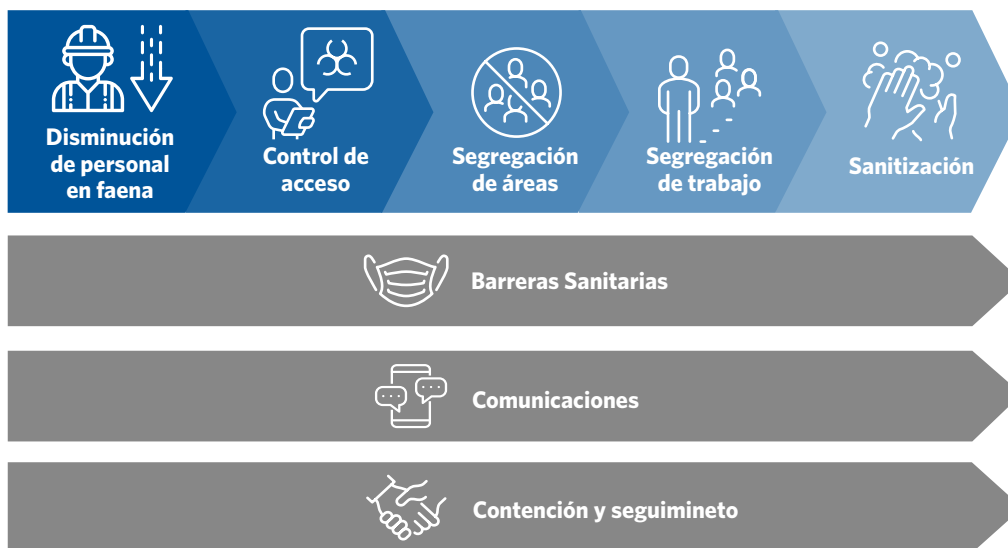 Disminución
de personal
en faena
Control de
acceso
Segregación
de áreas
Segregación
de trabajo
Sanitización
Barreras Sanitarias
Comunicaciones
Contención y seguimineto